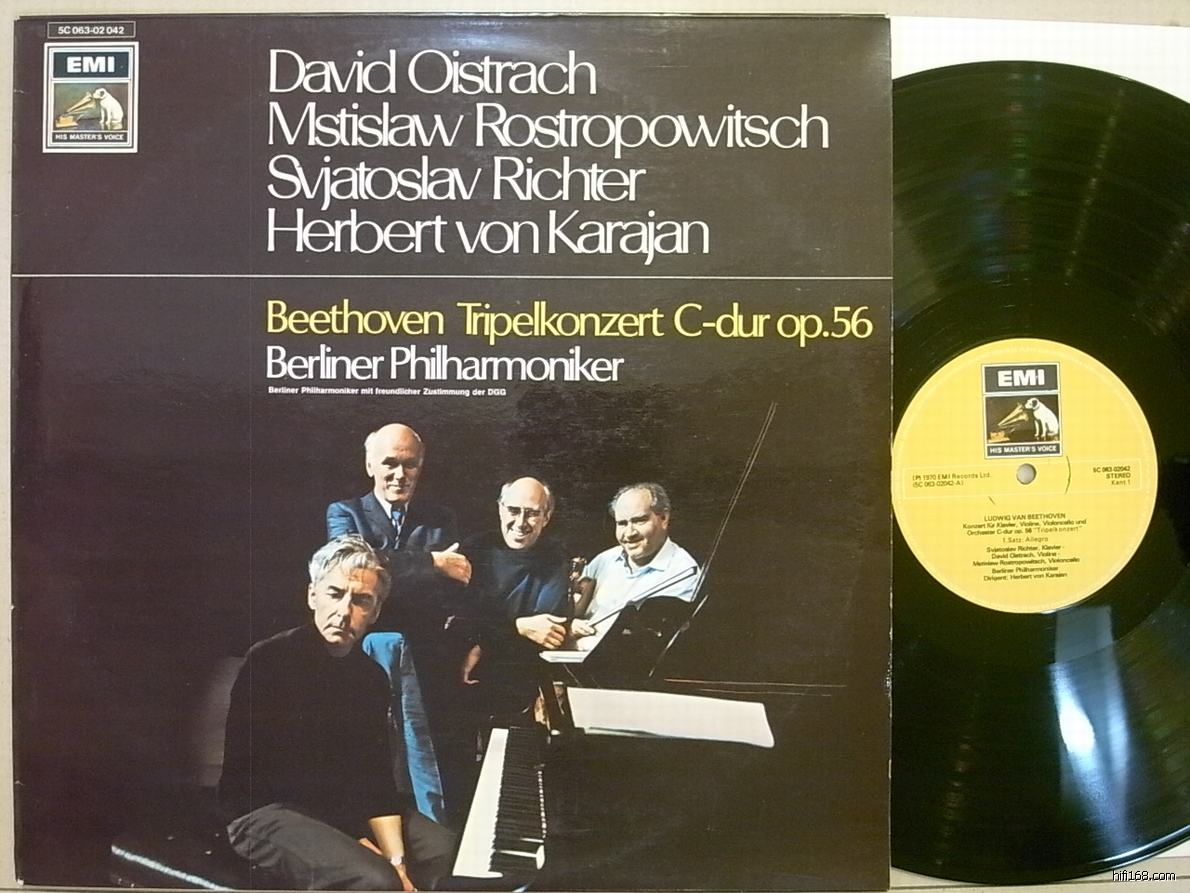 5C 063-02 042
EMI
HIS MASTER'S VOICE
David Oistrach
Mstislaw Rostropowitsch
Svjatoslav Richter
Herbert von Karajan
Beethoven Tripelkonzert C-dur op.56
Berliner Philharmoniker
Berliner Philharmoniker mit freundlicher Zustimmung der DGG
EMI
HIS MASTER'S VOICE
(P) 1970 EMI Records Ltd.
(5C 063-02042-A)
5C 063-02042
STEREO
Kant.1
LUDWIG VAN BEETHOVEN
Konzert für Klavier, Violine, Violoncello und
Orchester C-dur op. 56 "Tripelkonzert"
1.Satz: Allegro
Svjatoslav Richter, Klavier -
David Oistrach, Violine -
Mstislaw Rostropowitsch, Violoncello
Berliner Philharmoniker
Dirigent: Herbert von Karajan
hifi168.com